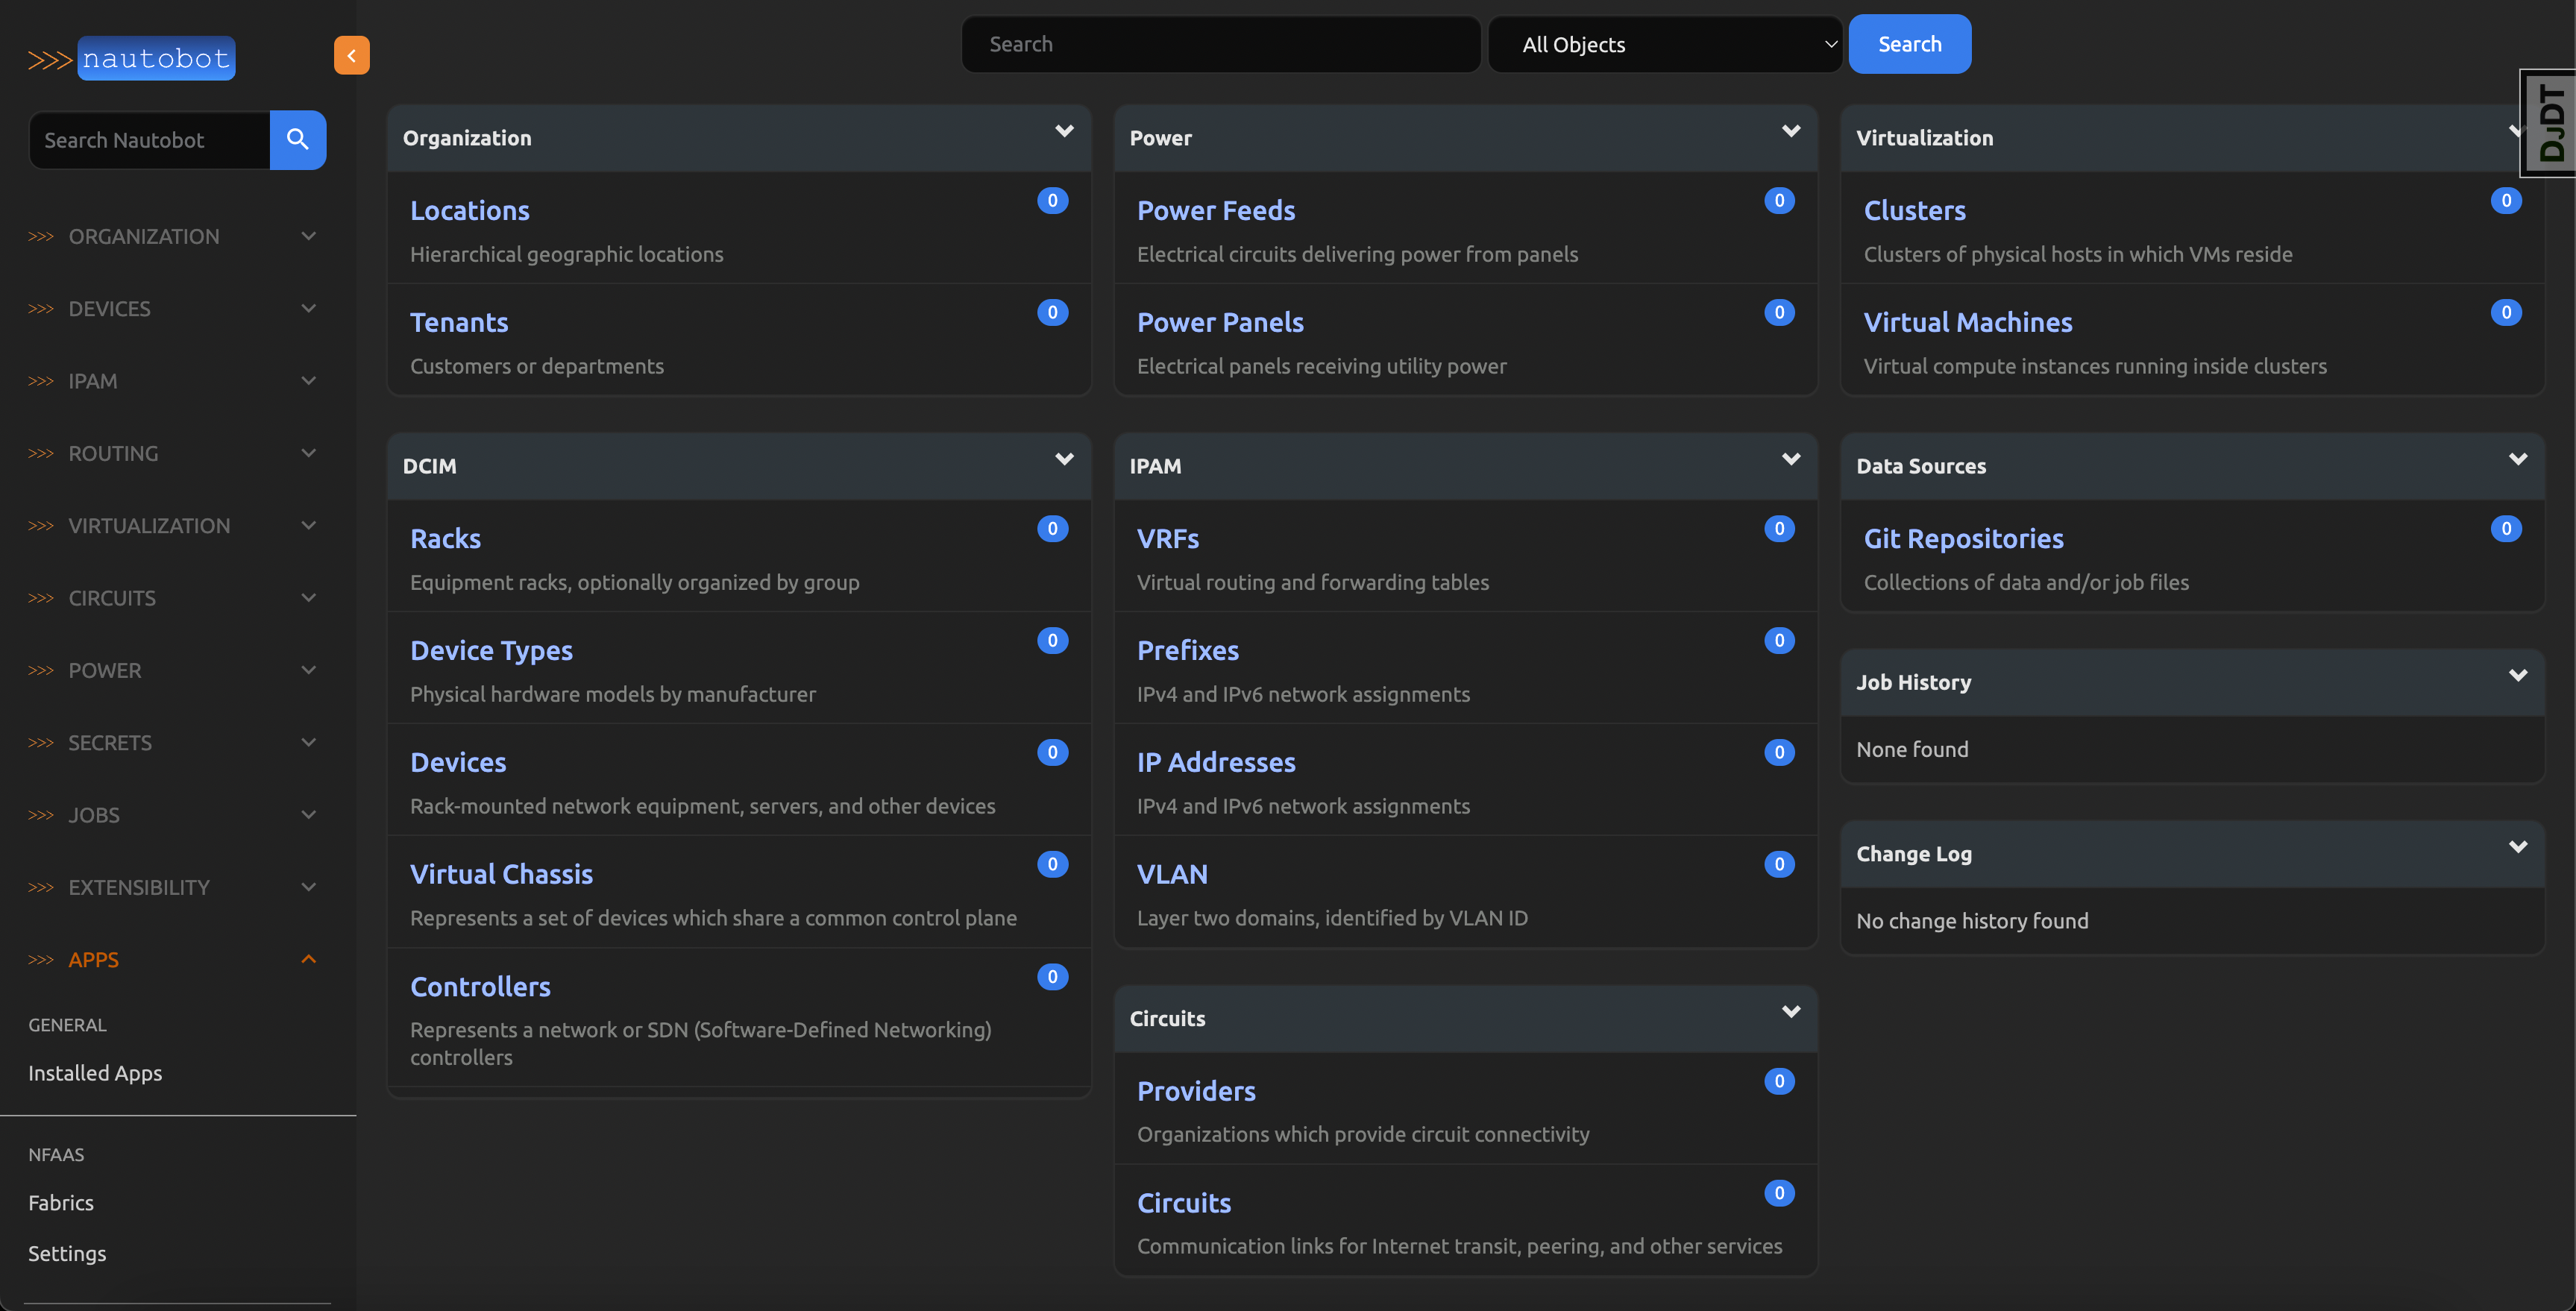 >>> nautobot
Search Nautobot
>>> ORGANIZATION
>>> DEVICES
>>> IPAM
>>> ROUTING
>>> VIRTUALIZATION
>>> CIRCUITS
>>> POWER
>>> SECRETS
>>> JOBS
>>> EXTENSIBILITY
>>> APPS
GENERAL
Installed Apps
NFAAS
Fabrics
Settings
Search
All Objects
Search
DJDT
Organization
Locations
0
Hierarchical geographic locations
Tenants
0
Customers or departments
DCIM
Racks
0
Equipment racks, optionally organized by group
Device Types
0
Physical hardware models by manufacturer
Devices
0
Rack-mounted network equipment, servers, and other devices
Virtual Chassis
0
Represents a set of devices which share a common control plane
Controllers
0
Represents a network or SDN (Software-Defined Networking)
controllers
Power
Power Feeds
0
Electrical circuits delivering power from panels
Power Panels
0
Electrical panels receiving utility power
IPAM
VRFs
0
Virtual routing and forwarding tables
Prefixes
0
IPv4 and IPv6 network assignments
IP Addresses
0
IPv4 and IPv6 network assignments
VLAN
0
Layer two domains, identified by VLAN ID
Circuits
Providers
0
Organizations which provide circuit connectivity
Circuits
0
Communication links for Internet transit, peering, and other services
Virtualization
Clusters
0
Clusters of physical hosts in which VMs reside
Virtual Machines
0
Virtual compute instances running inside clusters
Data Sources
Git Repositories
0
Collections of data and/or job files
Job History
None found
Change Log
No change history found